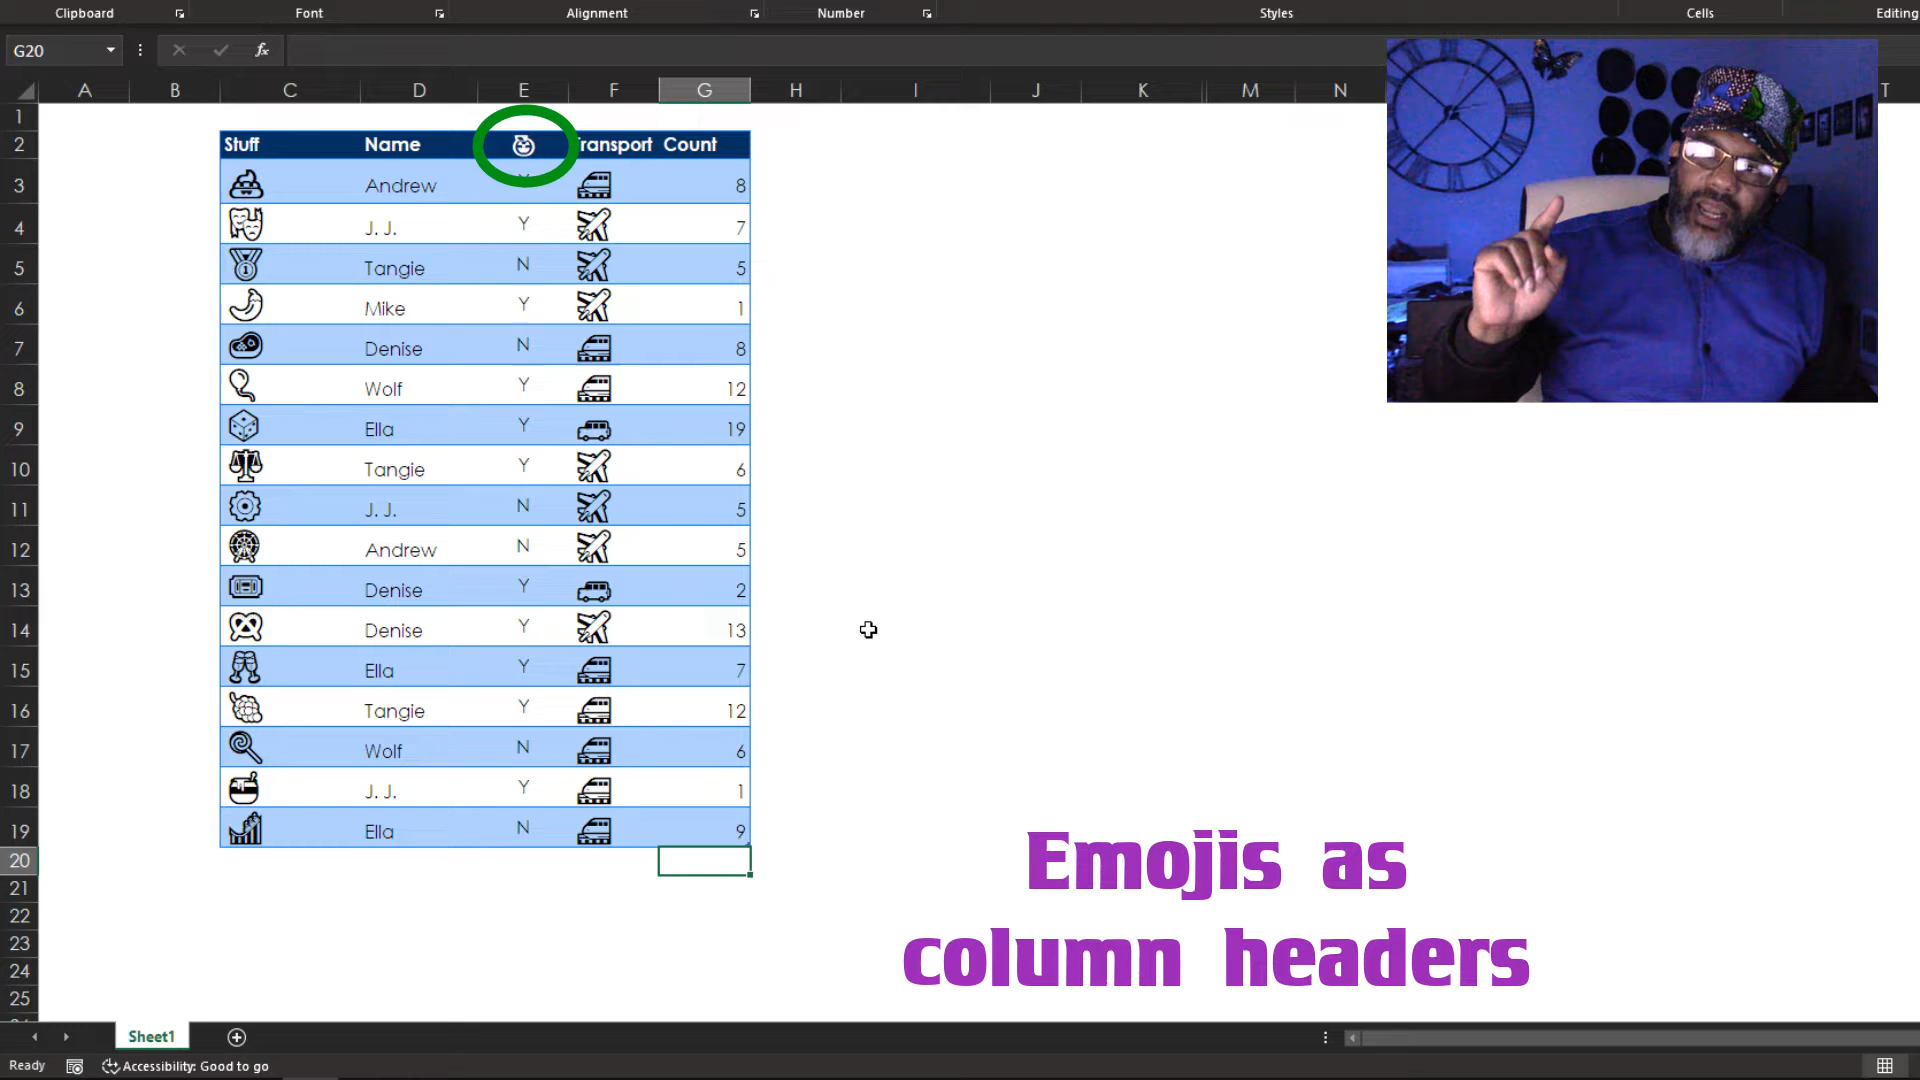 Clipboard Font Alignment Number Styles Cells Editing
G20 fx
A B C D E F G H I J K M N T
1
2 Stuff Name Transport Count
3 Andrew 8
4 J. J. Y 7
5 Tangie N 5
6 Mike Y 1
7 Denise N 8
8 Wolf Y 12
9 Ella Y 19
10 Tangie Y 6
11 J. J. N 5
12 Andrew N 5
13 Denise Y 2
14 Denise Y 13
15 Ella Y 7
16 Tangie Y 12
17 Wolf N 6
18 J. J. Y 1
19 Ella N 9
20
21
22
23
24
25
Emojis as
column headers
Sheet1
Ready Accessibility: Good to go